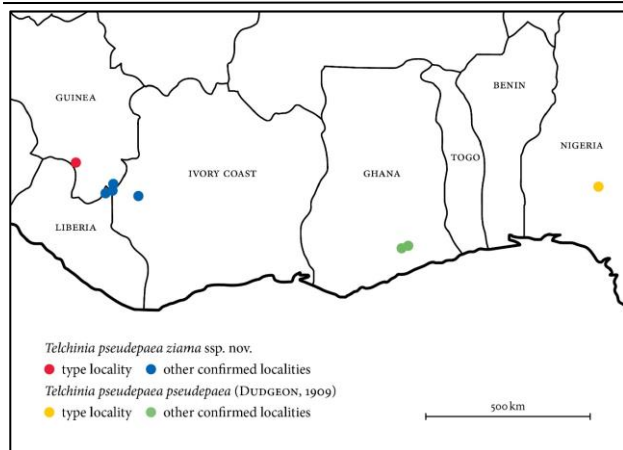 GUINEA
BENIN
NIGERIA
IVORY COAST
GHANA
TOGO
LIBERIA
Telchinia pseudepaea ziama ssp. nov.
type locality other confirmed localities
Telchinia pseudepaea pseudepaea (DUDGEON, 1909)
type locality other confirmed localities
500 km